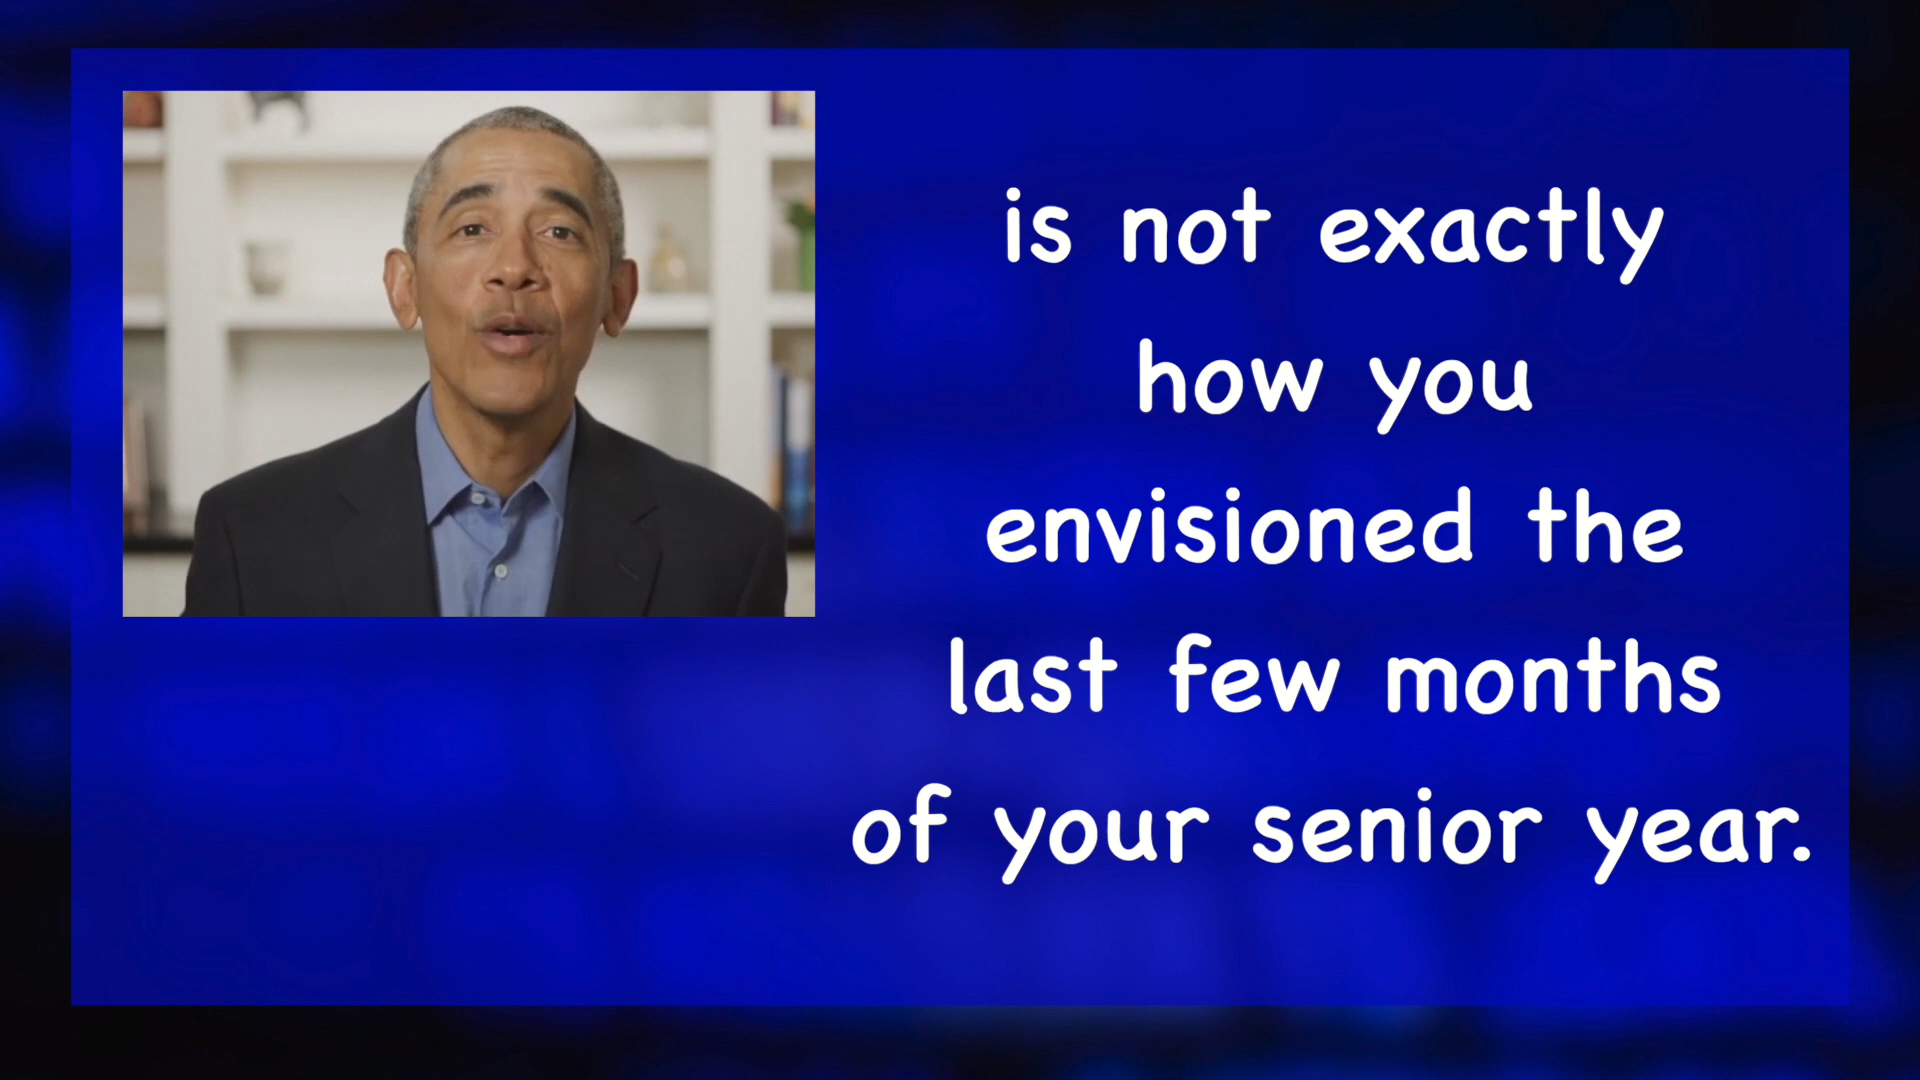 is not exactly
how you
envisioned the
last few months
of your senior year.